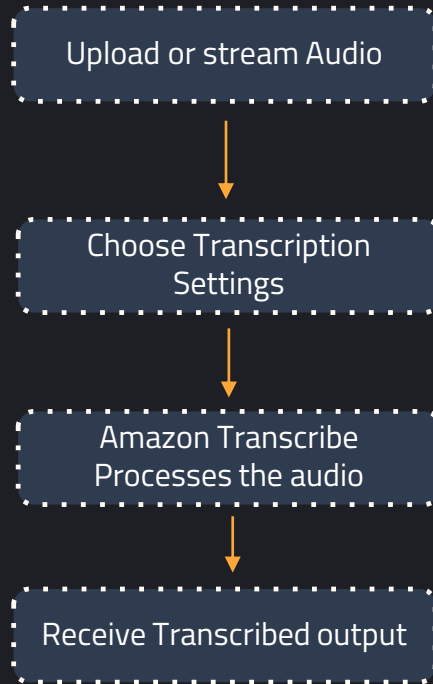 Upload or stream Audio
Choose Transcription
Settings
Amazon Transcribe
Processes the audio
Receive Transcribed output